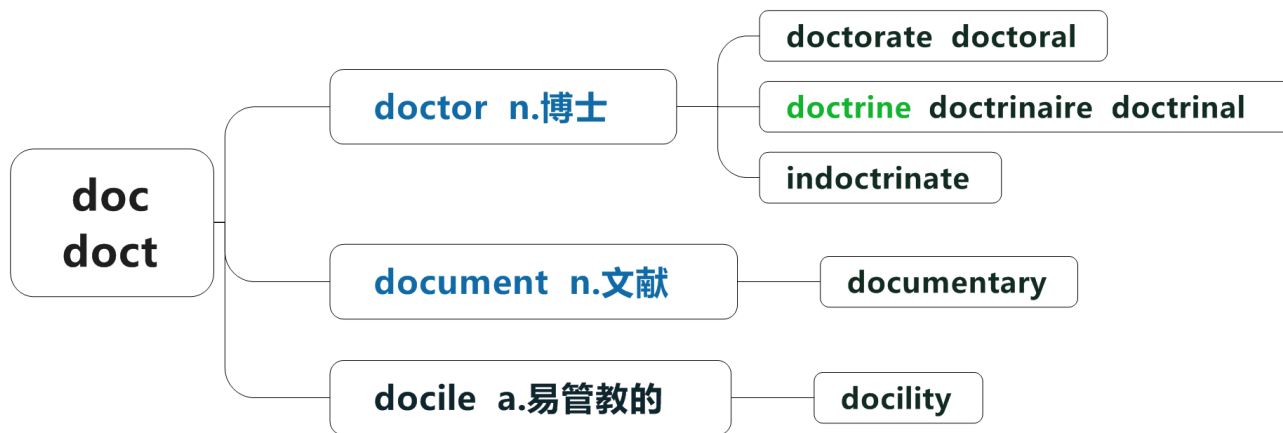 doc
doct
doctor n.博士
doctorate doctoral
doctrine doctrinaire doctrinal
indoctrinate
document n.文献
documentary
docile a.易管教的
docility